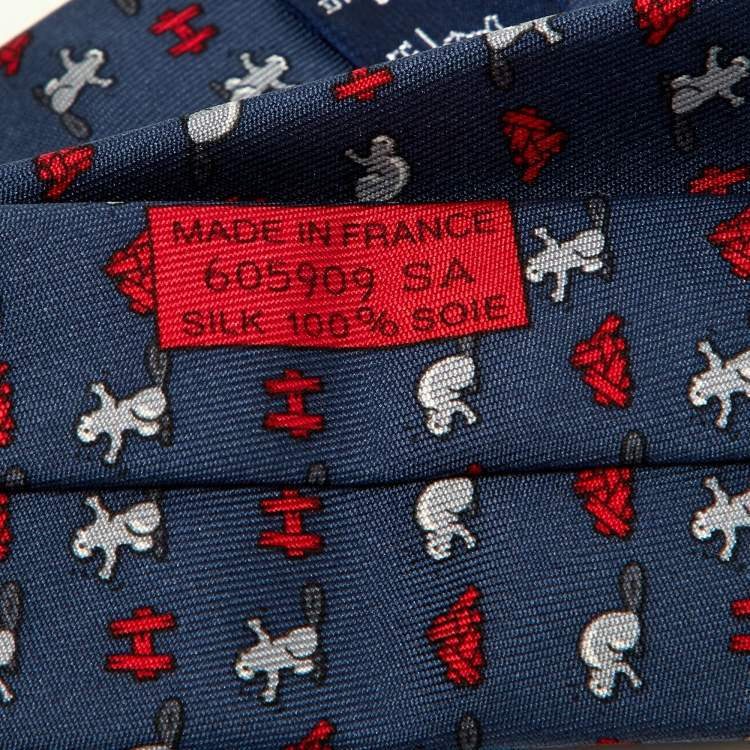 MADE IN FRANCE
605909 SA
SILK 100% SOIE